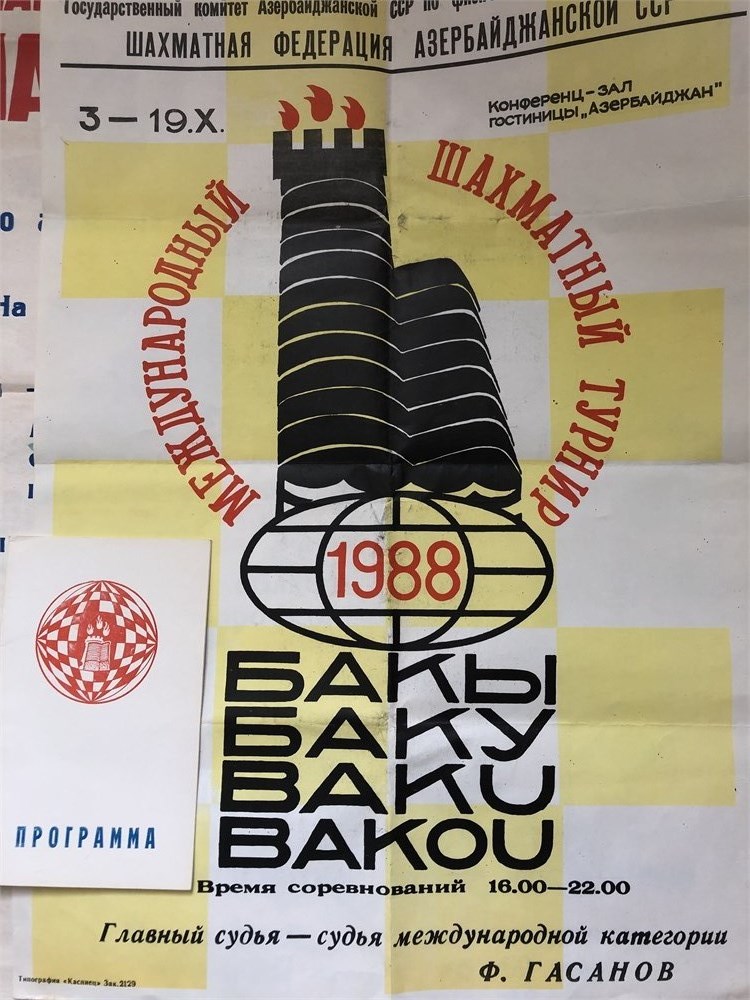 Государственный комитет Азербайджанской ССР по
ШАХМАТНАЯ ФЕДЕРАЦИЯ АЗЕРБАЙДЖАНСКОЙ ССР
3 — 19.X.
КОНФЕРЕНЦ – ЗАЛ
ГОСТИНИЦЫ „АЗЕРБАЙДЖАН"
МЕЖДУНАРОДНЫЙ
ШАХМАТНЫЙ ТУРНИР
1988
БАКЫ
БАКУ
BAKU
BAKOU
ПРОГРАММА
Время соревнований 16.00—22.00
Главный судья — судья международной категории
Ф. ГАСАНОВ
Типография «Каспиец» Зак. 2129